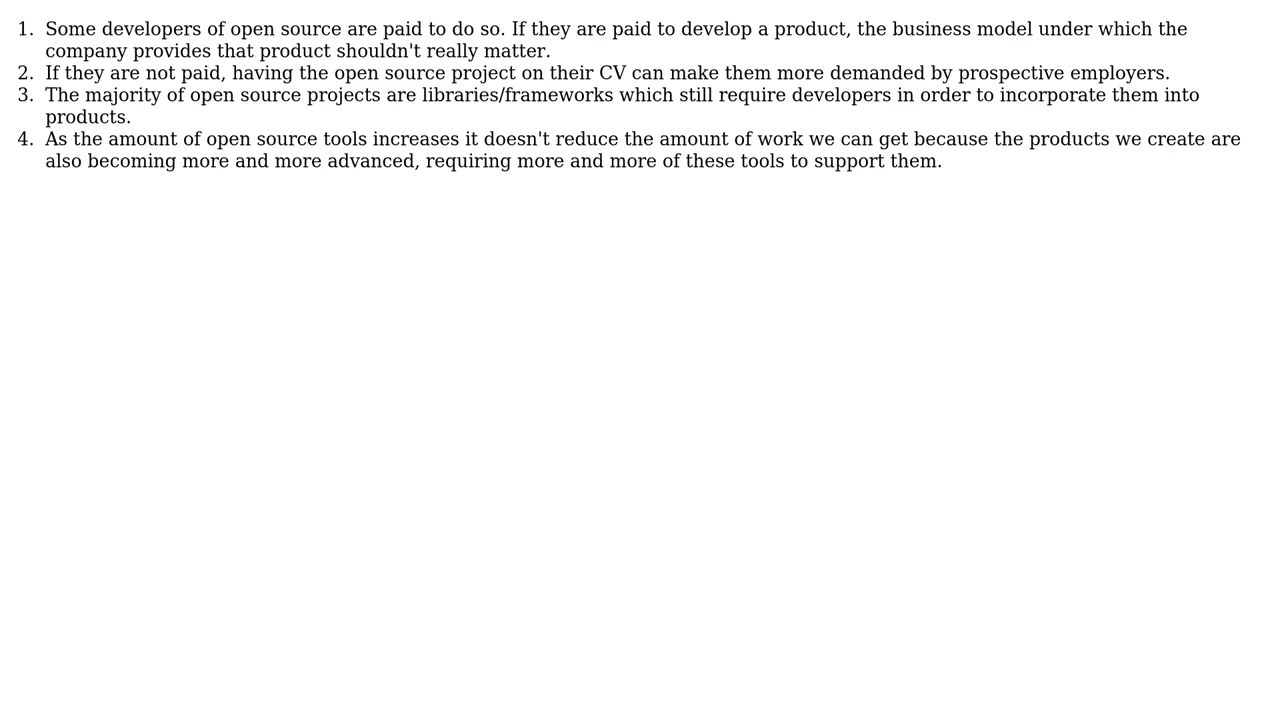 1. Some developers of open source are paid to do so. If they are paid to develop a product, the business model under which the
company provides that product shouldn't really matter.
2. If they are not paid, having the open source project on their CV can make them more demanded by prospective employers.
3. The majority of open source projects are libraries/frameworks which still require developers in order to incorporate them into
products.
4. As the amount of open source tools increases it doesn't reduce the amount of work we can get because the products we create are
also becoming more and more advanced, requiring more and more of these tools to support them.